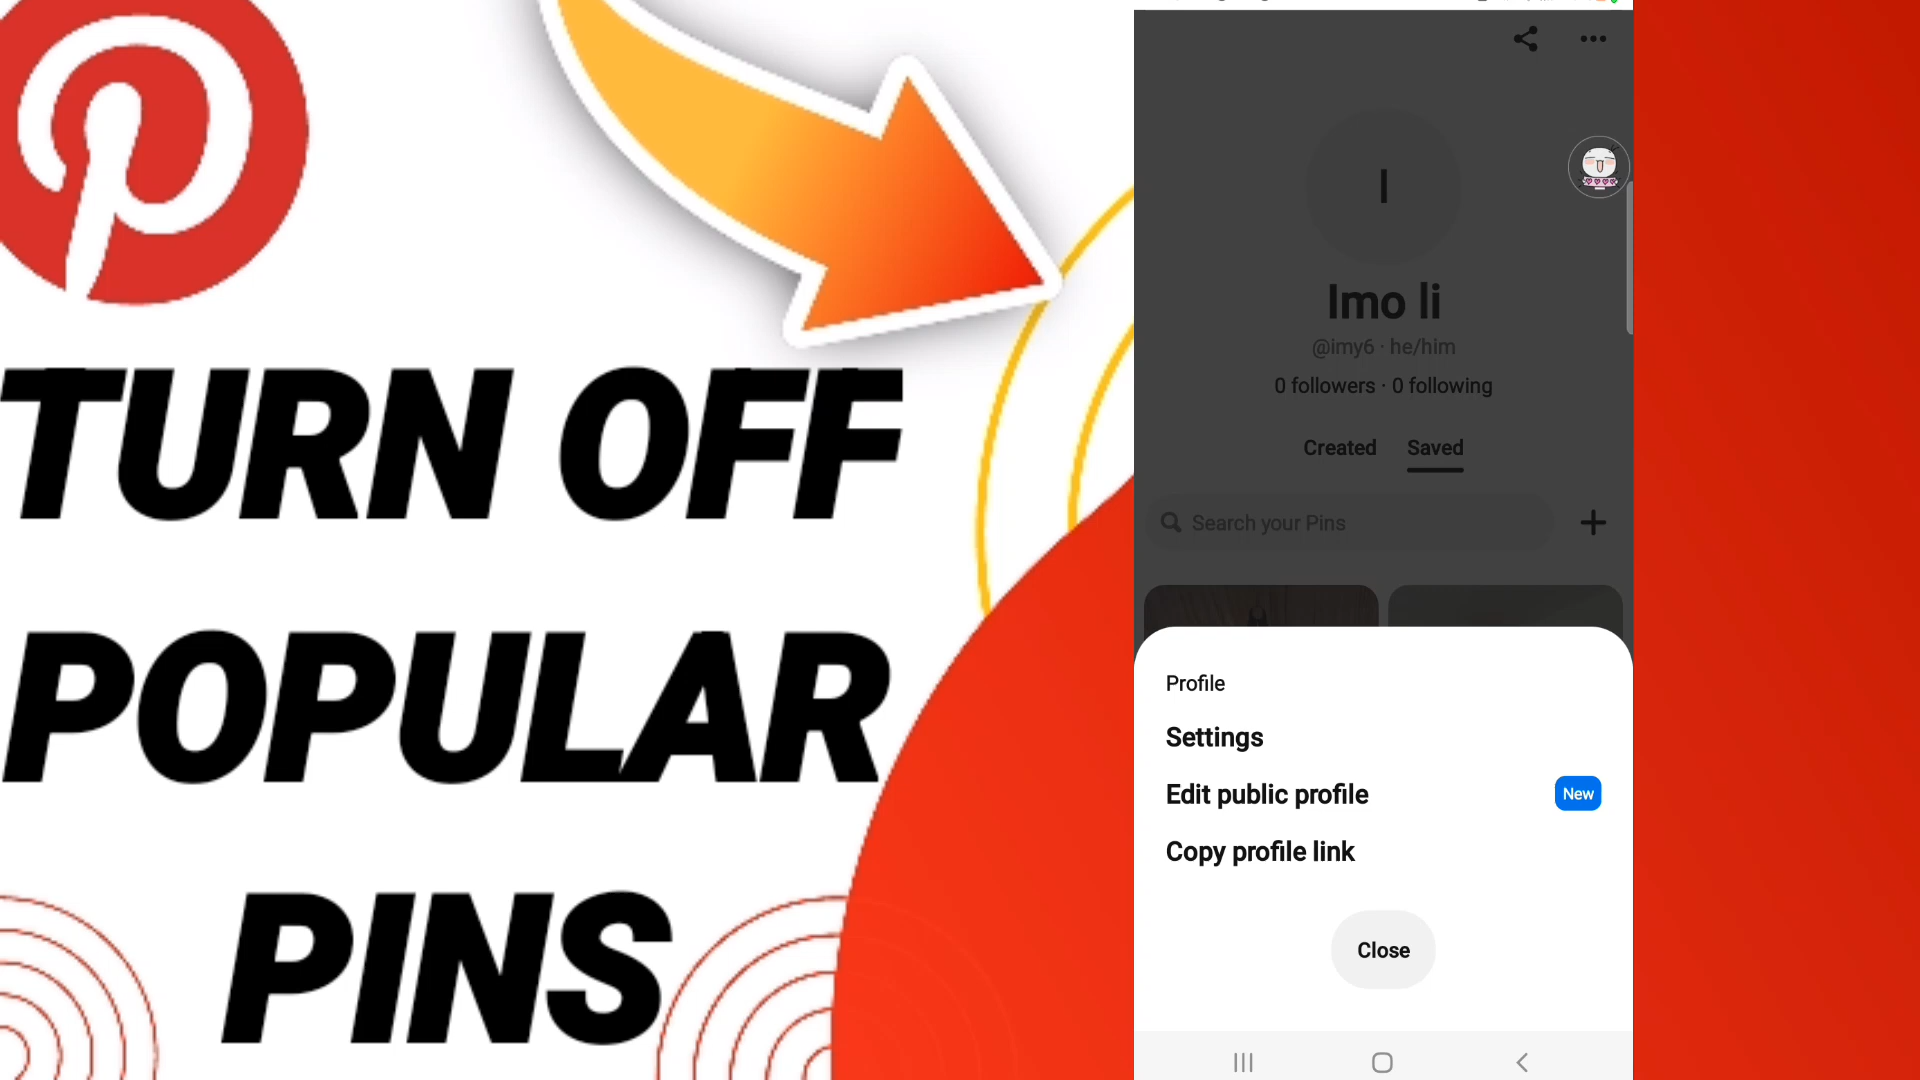 TURN OFF
POPULAR
PINS
I
Imo li
@imy6 · he/him
0 followers · 0 following
Created Saved
Search your Pins
Profile
Settings
Edit public profile New
Copy profile link
Close